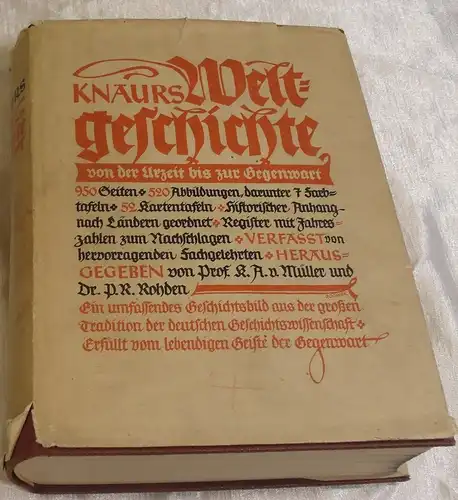 KNAURS Welt=
geschichte
von der Urzeit bis zur Gegenwart
950 Seiten + 520 Abbildungen, darunter 7 Farb=
tafeln + 52 Kartentafeln + Historischer Anhang
nach Ländern geordnet + Register mit Jahres=
zahlen zum Nachschlagen + VERFASST von
hervorragenden Fachgelehrten + HERAUS=
GEGEBEN von Prof. K. A. v. Müller und
Dr. P. R. Rohden
Ein umfassendes Geschichtsbild aus der großen
Tradition der deutschen Geschichtswissenschaft +
Erfüllt vom lebendigen Geiste der Gegenwart